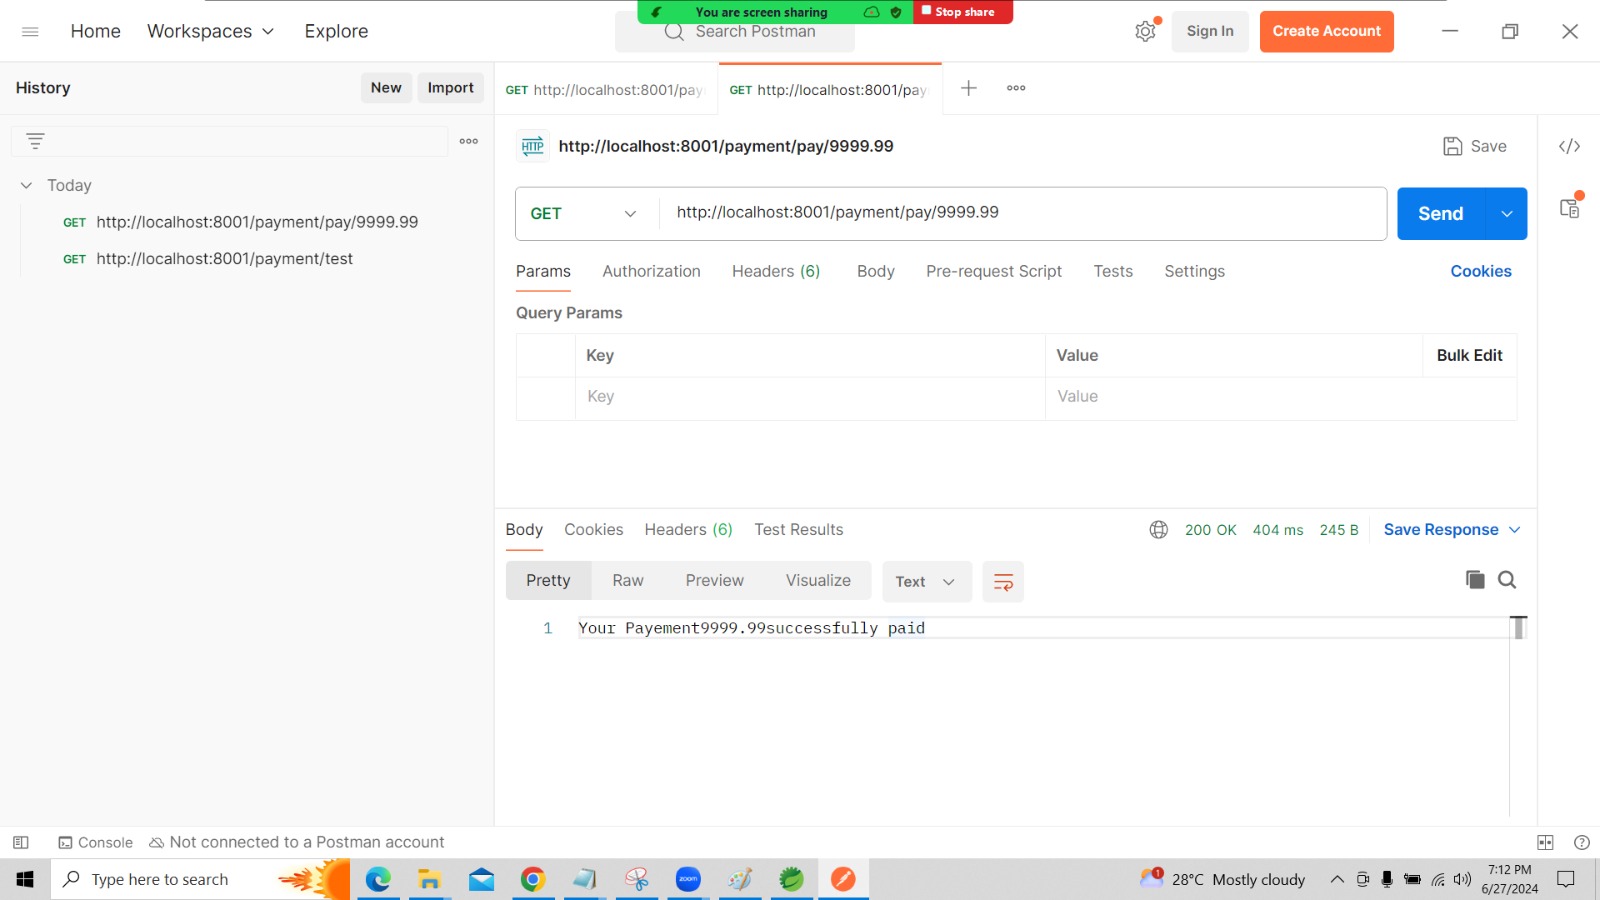 You are screen sharing
Stop share
Home
Workspaces
Explore
Search Postman
Sign In
Create Account
History
New
Import
GET http://localhost:8001/pay
GET http://localhost:8001/pay
HTTP
http://localhost:8001/payment/pay/9999.99
Save
Today
GET http://localhost:8001/payment/pay/9999.99
GET http://localhost:8001/payment/test
GET
http://localhost:8001/payment/pay/9999.99
Send
Params
Authorization
Headers (6)
Body
Pre-request Script
Tests
Settings
Cookies
Query Params
Key
Value
Bulk Edit
Key
Value
Body
Cookies
Headers (6)
Test Results
200 OK
404 ms
245 B
Save Response
Pretty
Raw
Preview
Visualize
Text
1 Your Payement9999.99successfully paid
Console
Not connected to a Postman account
Type here to search
zoom
1
28°C Mostly cloudy
7:12 PM
6/27/2024